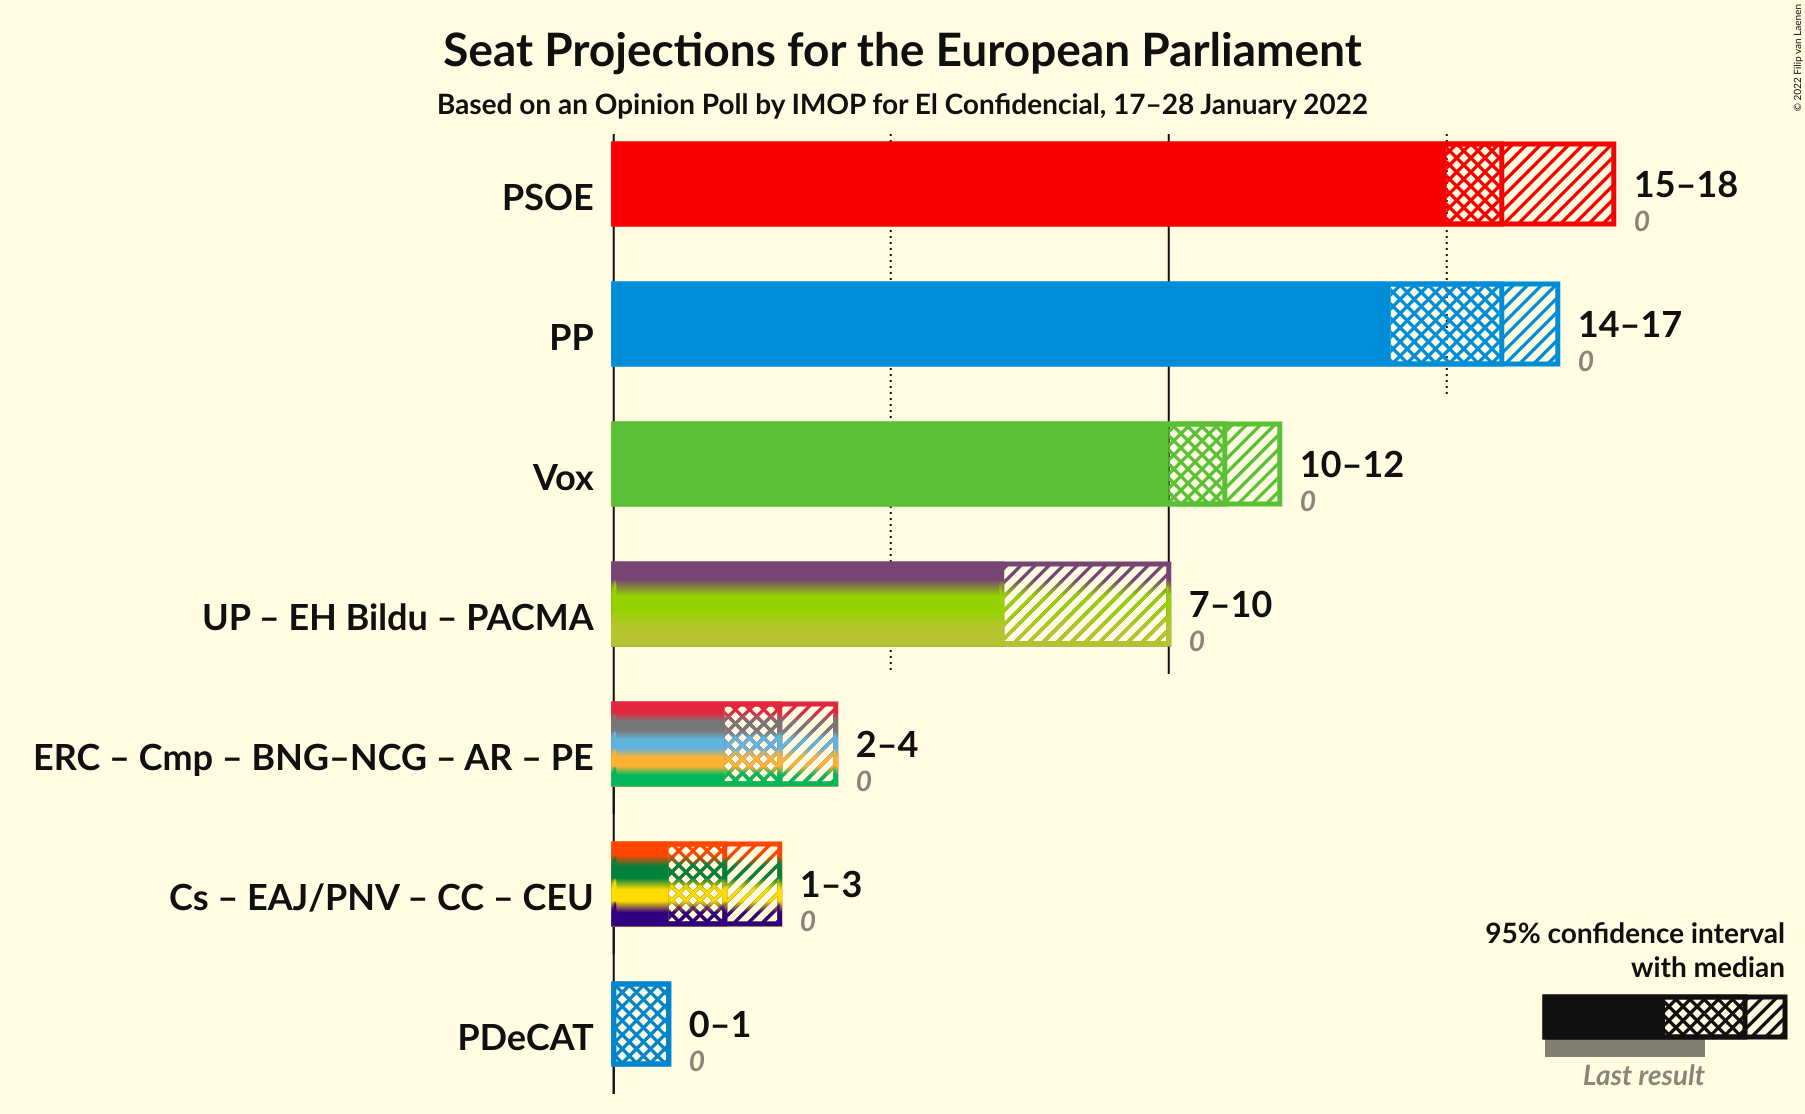 Seat Projections for the European Parliament
Based on an Opinion Poll by IMOP for El Confidencial, 17–28 January 2022
© 2022 Filip van Laenen
PSOE
15–18
0
PP
14–17
0
Vox
10–12
0
UP – EH Bildu – PACMA
7–10
0
ERC – Cmp – BNG–NCG – AR – PE
2–4
0
Cs – EAJ/PNV – CC – CEU
1–3
0
PDeCAT
0–1
0
95% confidence interval
with median
Last result